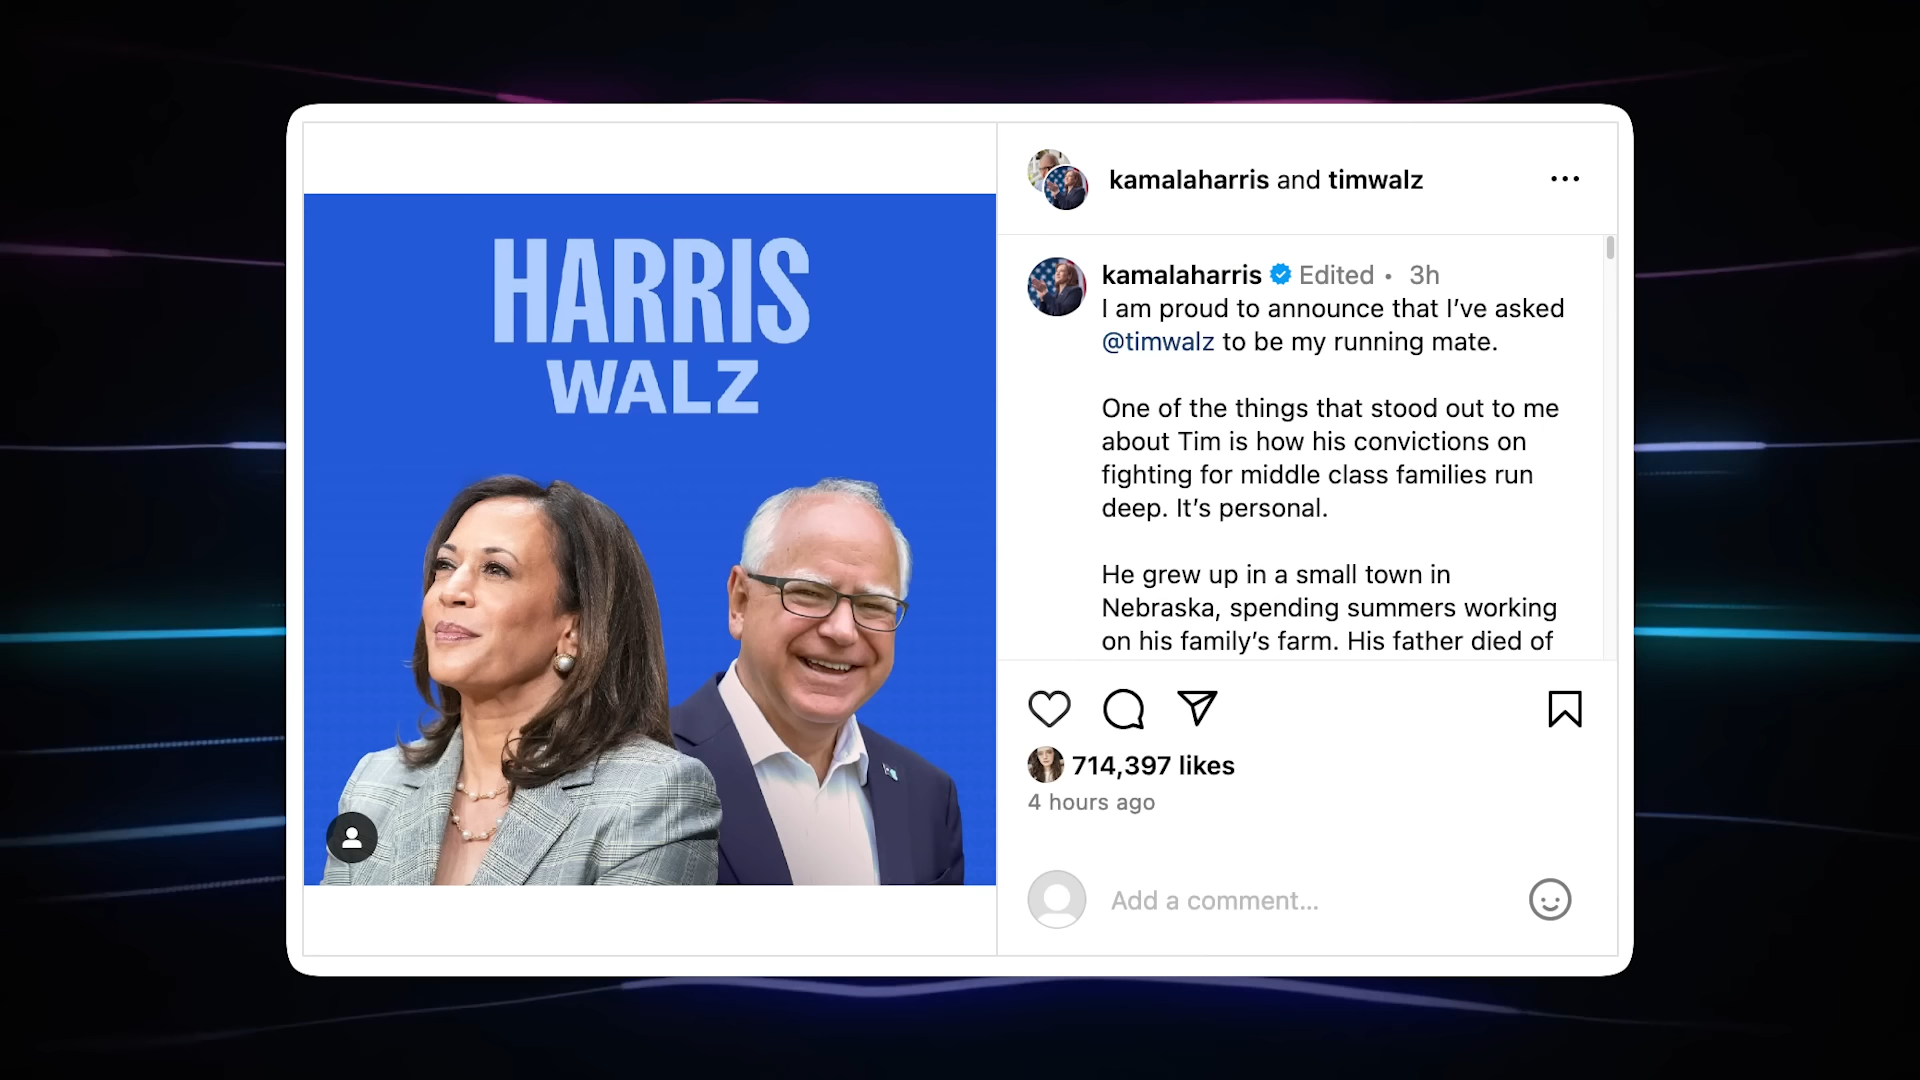 HARRIS
WALZ
kamalaharris and timwalz
kamalaharris Edited • 3h
I am proud to announce that I’ve asked
@timwalz to be my running mate.
One of the things that stood out to me
about Tim is how his convictions on
fighting for middle class families run
deep. It’s personal.
He grew up in a small town in
Nebraska, spending summers working
on his family’s farm. His father died of
714,397 likes
4 hours ago
Add a comment...